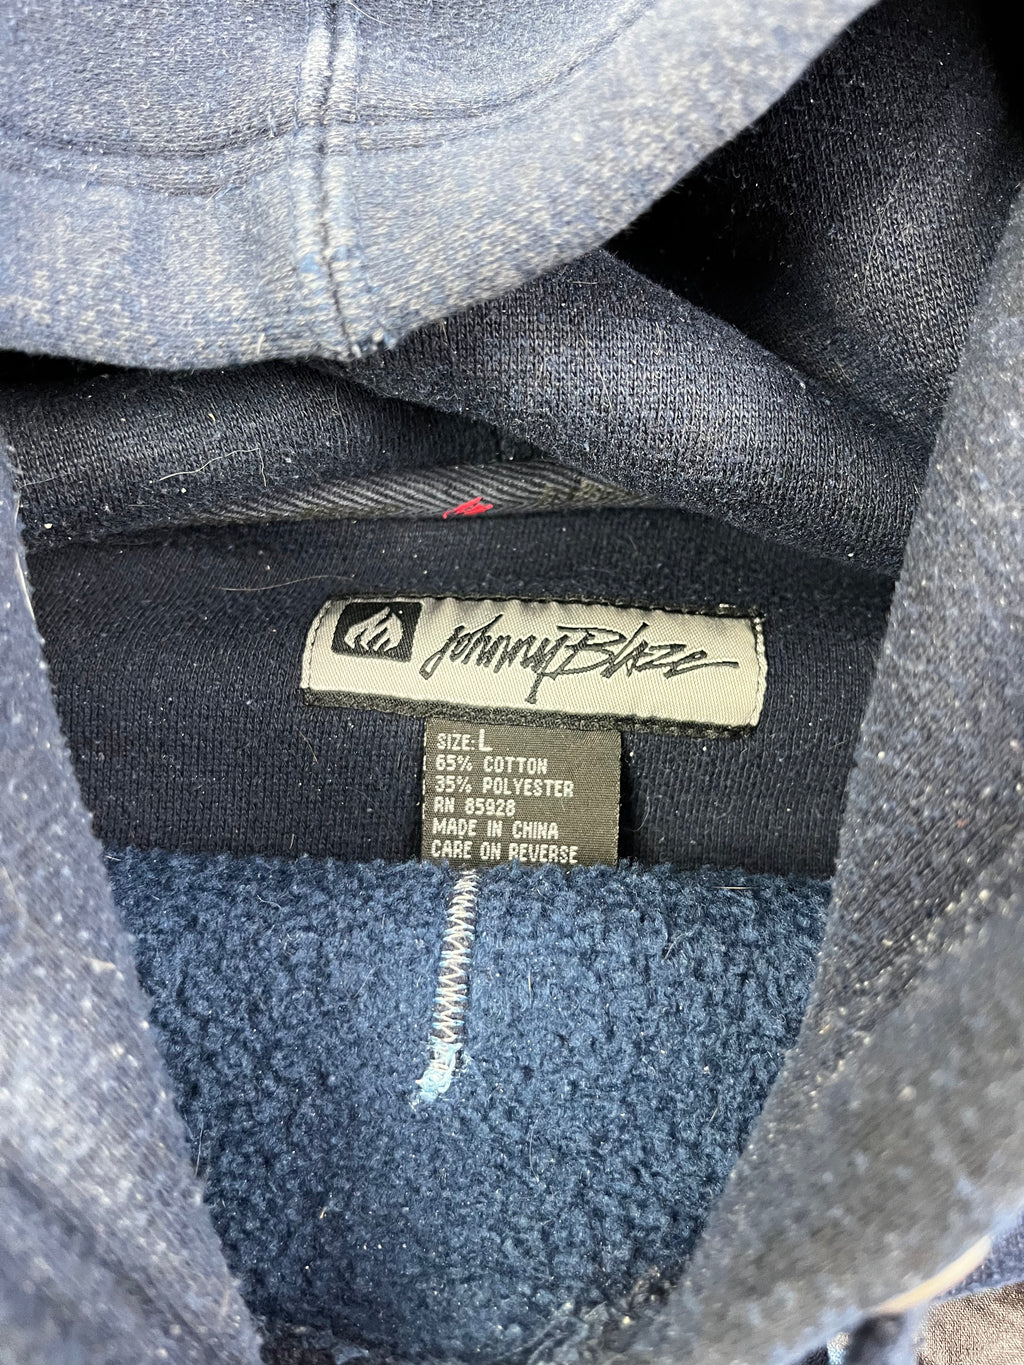 Johnny Blaze
SIZE: L
65% COTTON
35% POLYESTER
RN 85928
MADE IN CHINA
CARE ON REVERSE